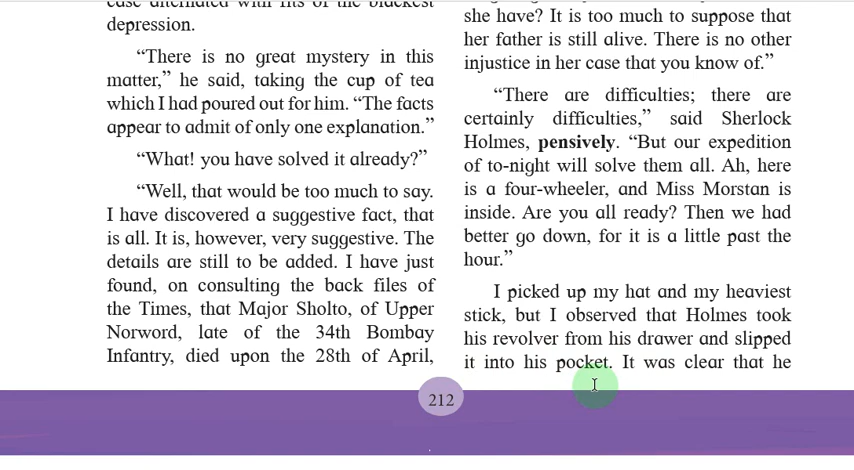 depression.
“There is no great mystery in this
matter,” he said, taking the cup of tea
which I had poured out for him. “The facts
appear to admit of only one explanation.”
“What! you have solved it already?”
“Well, that would be too much to say.
I have discovered a suggestive fact, that
is all. It is, however, very suggestive. The
details are still to be added. I have just
found, on consulting the back files of
the Times, that Major Sholto, of Upper
Norword, late of the 34th Bombay
Infantry, died upon the 28th of April,
she have? It is too much to suppose that
her father is still alive. There is no other
injustice in her case that you know of.”
“There are difficulties; there are
certainly difficulties,” said Sherlock
Holmes, pensively. “But our expedition
of to-night will solve them all. Ah, here
is a four-wheeler, and Miss Morstan is
inside. Are you all ready? Then we had
better go down, for it is a little past the
hour.”
I picked up my hat and my heaviest
stick, but I observed that Holmes took
his revolver from his drawer and slipped
it into his pocket. It was clear that he
212